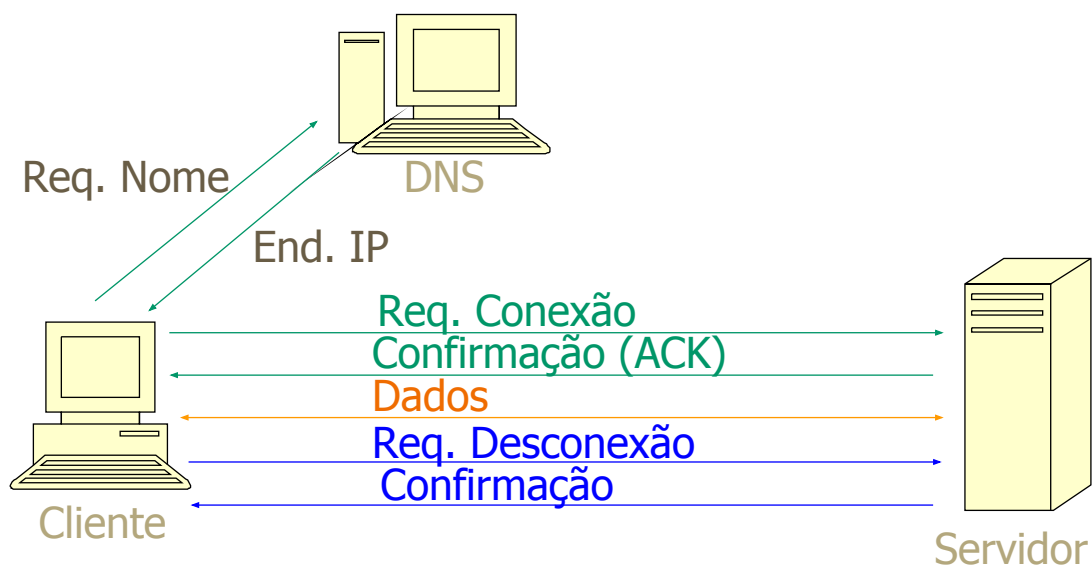 Req. Nome
DNS
End. IP
Req. Conexão
Confirmação (ACK)
Dados
Req. Desconexão
Confirmação
Cliente
Servidor